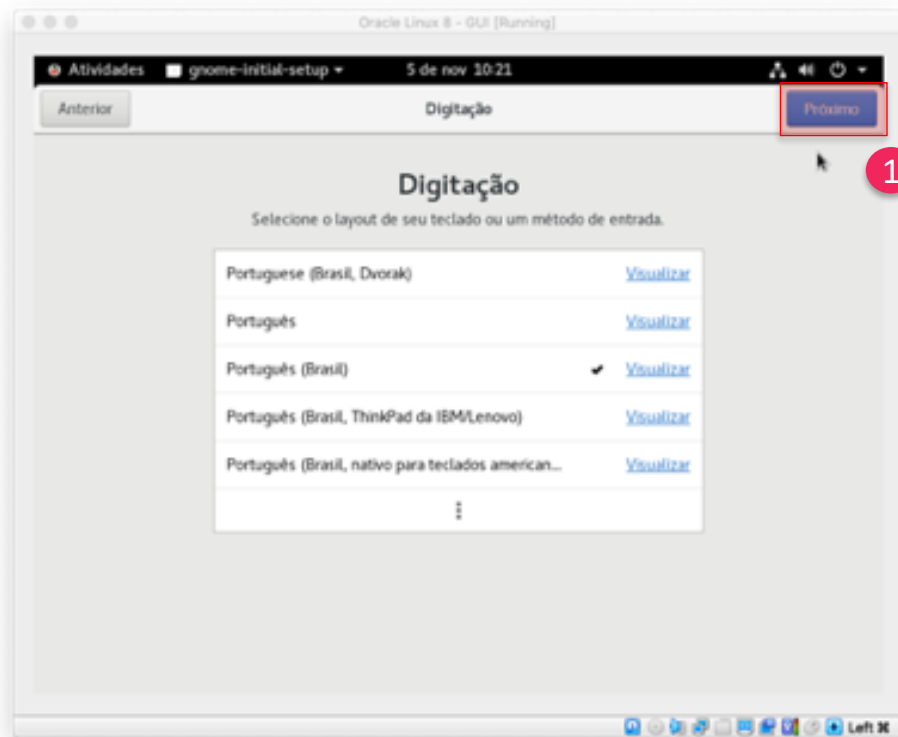 Oracle Linux 8 - GUI [Running]
Atividades gnome-initial-setup 5 de nov 10:21
Anterior Digitação Próximo
1
Digitação
Selecione o layout de seu teclado ou um método de entrada.
Portuguese (Brasil, Dvorak) Visualizar
Português Visualizar
Português (Brasil) Visualizar
Português (Brasil, ThinkPad da IBM/Lenovo) Visualizar
Português (Brasil, nativo para teclados american... Visualizar
Left ⌘